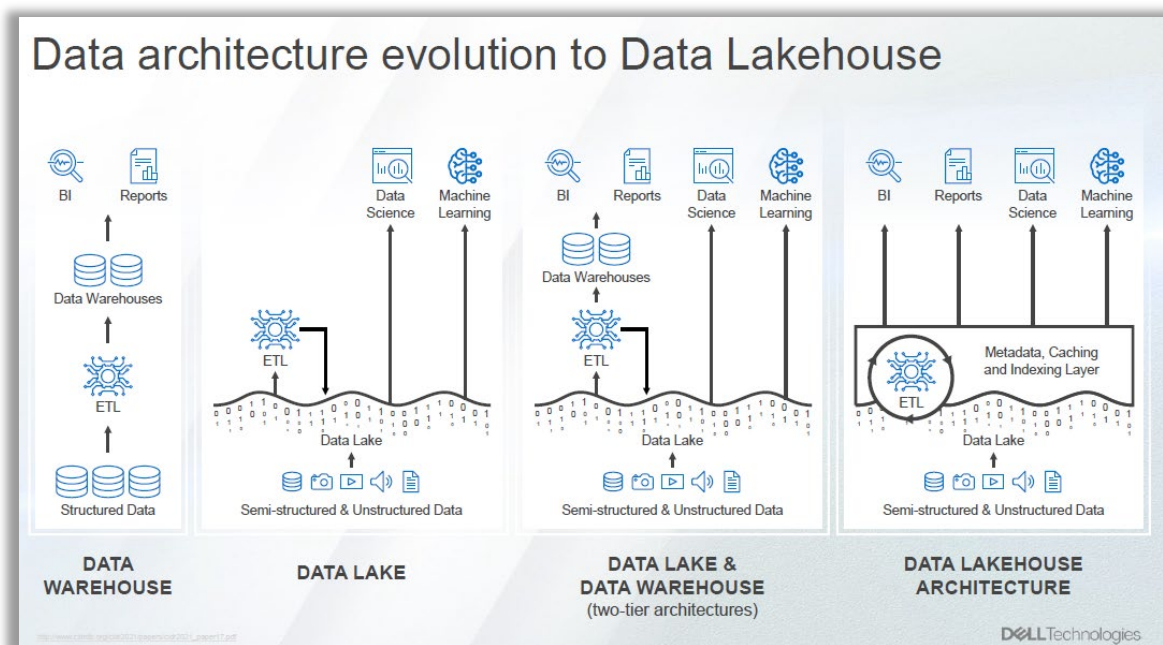 Data architecture evolution to Data Lakehouse
BI
Reports
Data Warehouses
ETL
Structured Data
DATA
WAREHOUSE
Data
Science
Machine
Learning
ETL
Data Lake
Semi-structured & Unstructured Data
DATA LAKE
BI
Reports
Data
Science
Machine
Learning
Data Warehouses
ETL
Data Lake
Semi-structured & Unstructured Data
DATA LAKE &
DATA WAREHOUSE
(two-tier architectures)
BI
Reports
Data
Science
Machine
Learning
Metadata, Caching
and Indexing Layer
ETL
Data Lake
Semi-structured & Unstructured Data
DATA LAKEHOUSE
ARCHITECTURE
DELLTechnologies